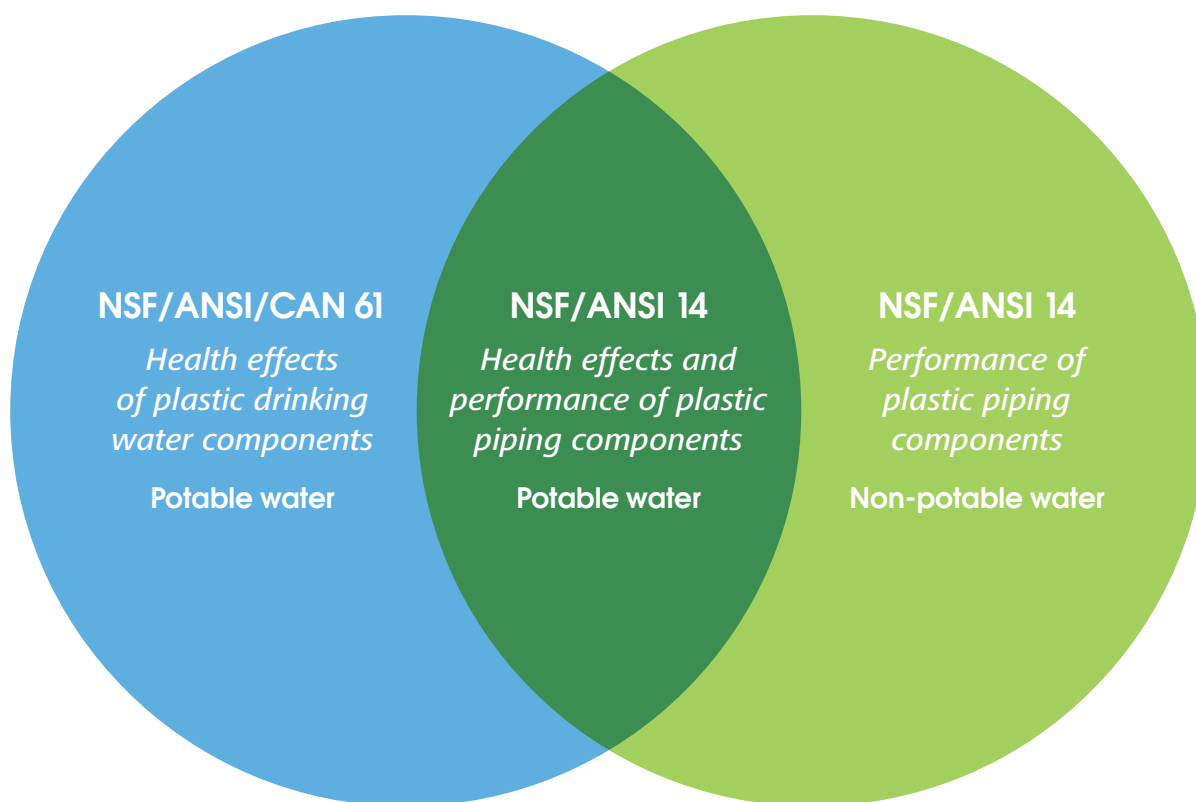 NSF/ANSI/CAN 61
Health effects
of plastic drinking
water components
Potable water
NSF/ANSI 14
Health effects and
performance of plastic
piping components
Potable water
NSF/ANSI 14
Performance of
plastic piping
components
Non-potable water